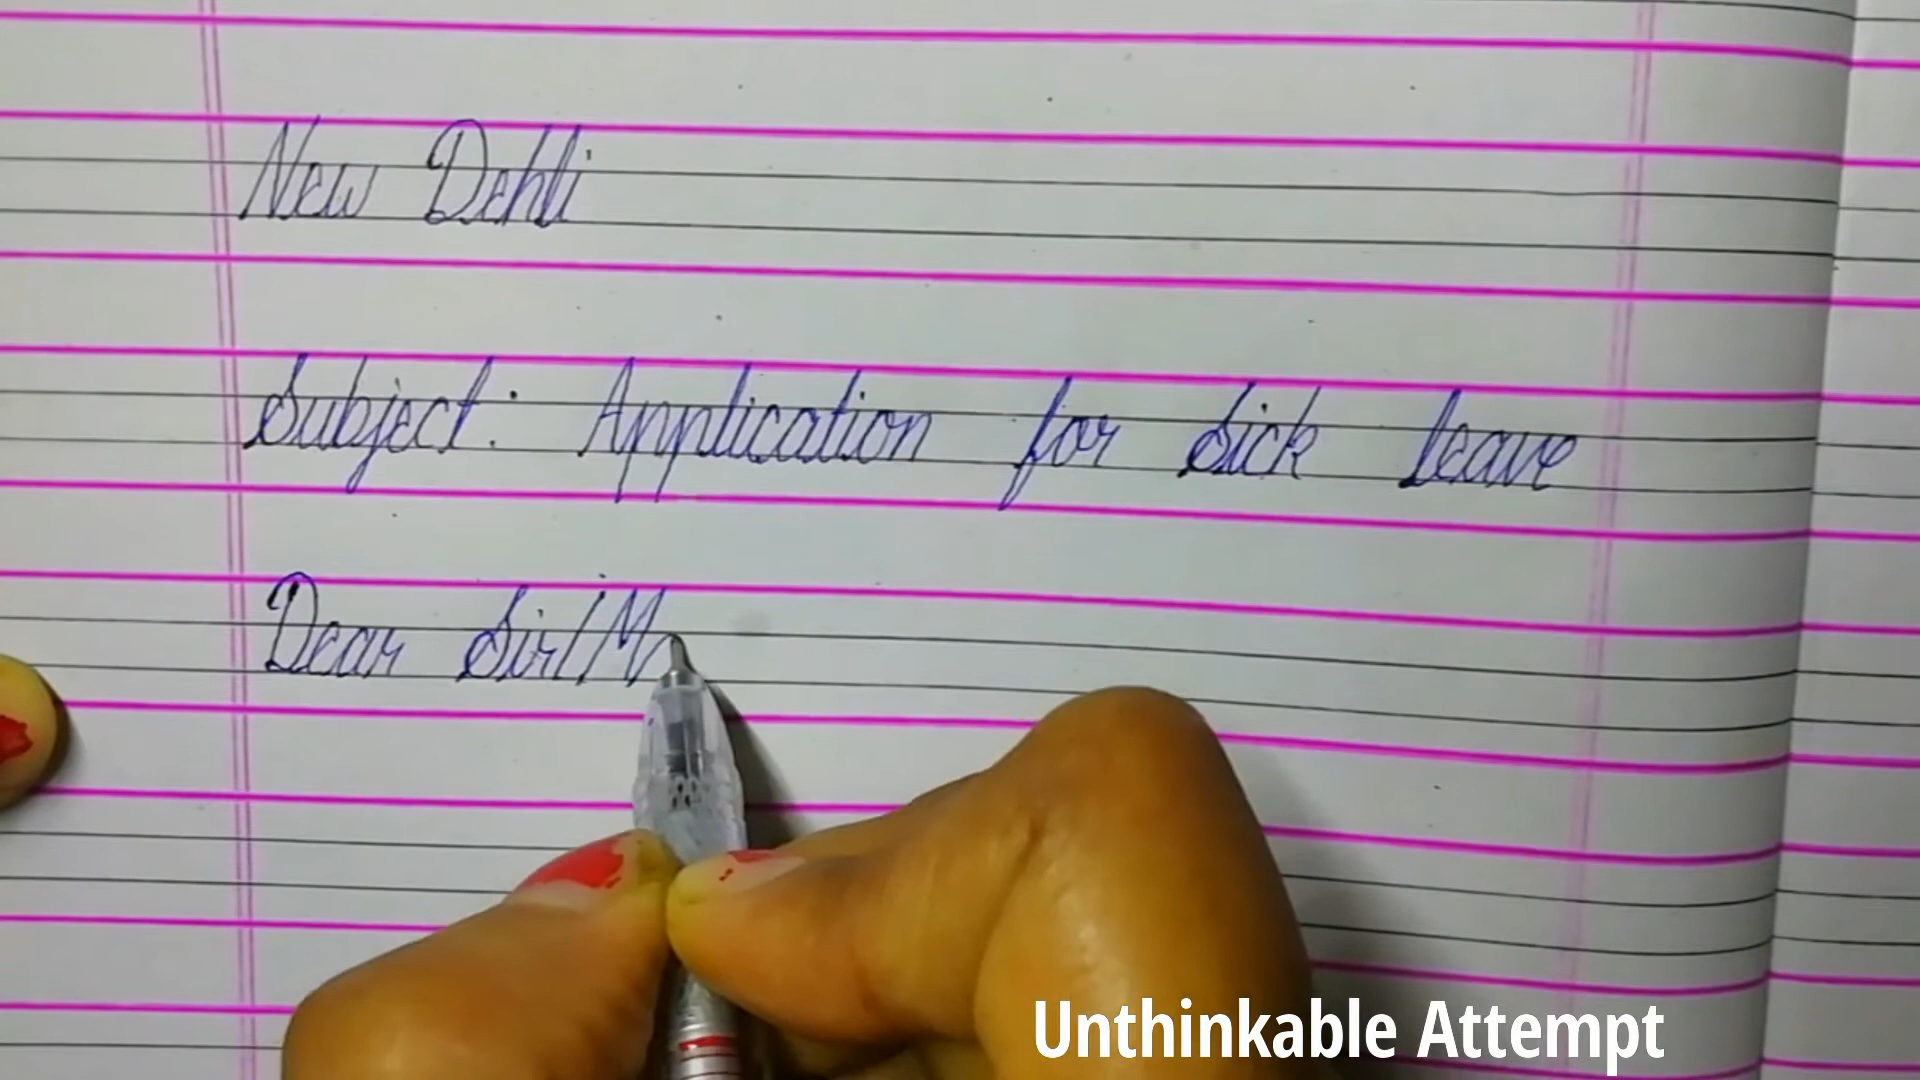 New Dehli
Subject: Application for Sick leave
Dear Sir/M
Unthinkable Attempt